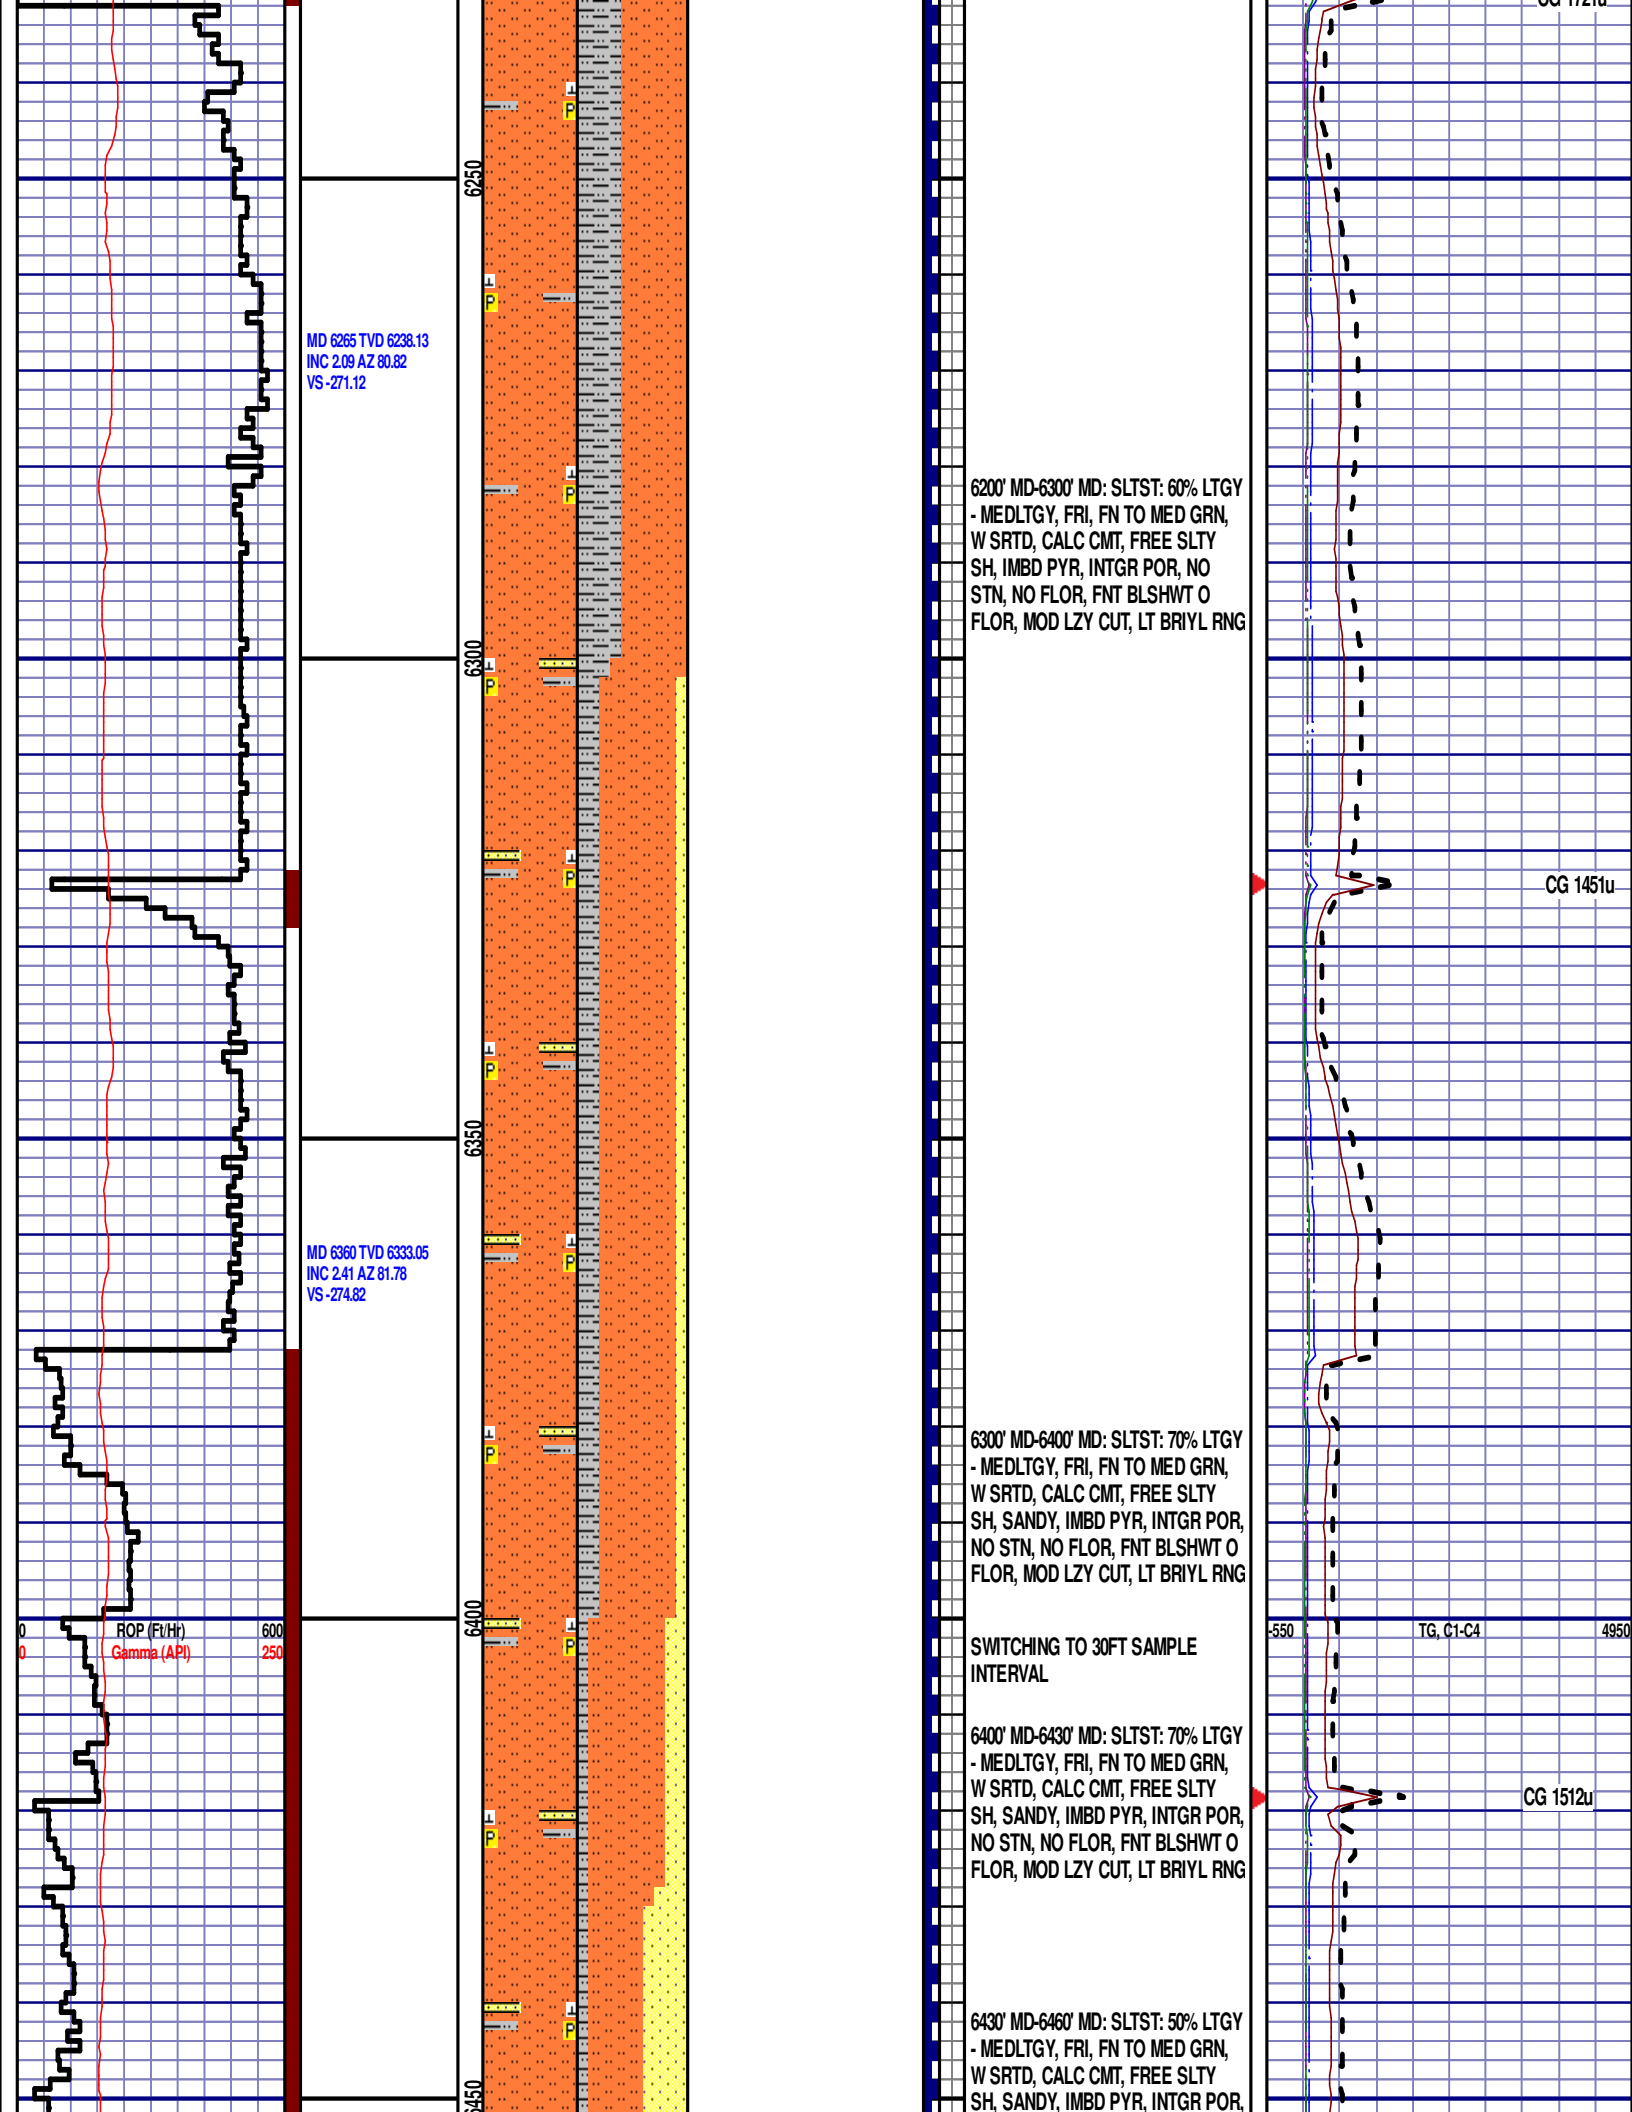 CG 1721u
6250
MD 6265 TVD 6238.13
INC 2.09 AZ 80.82
VS -271.12
6200' MD-6300' MD: SLTST: 60% LTGY
- MEDLTGY, FRI, FN TO MED GRN,
W SRTD, CALC CMT, FREE SLTY
SH, IMBD PYR, INTGR POR, NO
STN, NO FLOR, FNT BLSHWT O
FLOR, MOD LZY CUT, LT BRIYL RNG
6300
CG 1451u
6350
MD 6360 TVD 6333.05
INC 2.41 AZ 81.78
VS -274.82
6300' MD-6400' MD: SLTST: 70% LTGY
- MEDLTGY, FRI, FN TO MED GRN,
W SRTD, CALC CMT, FREE SLTY
SH, SANDY, IMBD PYR, INTGR POR,
NO STN, NO FLOR, FNT BLSHWT O
FLOR, MOD LZY CUT, LT BRIYL RNG
6400
0 ROP (Ft/Hr) 600
0 Gamma (API) 250
-550 TG, C1-C4 4950
SWITCHING TO 30FT SAMPLE
INTERVAL
6400' MD-6430' MD: SLTST: 70% LTGY
- MEDLTGY, FRI, FN TO MED GRN,
W SRTD, CALC CMT, FREE SLTY
SH, SANDY, IMBD PYR, INTGR POR,
NO STN, NO FLOR, FNT BLSHWT O
FLOR, MOD LZY CUT, LT BRIYL RNG
CG 1512u
6430' MD-6460' MD: SLTST: 50% LTGY
- MEDLTGY, FRI, FN TO MED GRN,
W SRTD, CALC CMT, FREE SLTY
SH, SANDY, IMBD PYR, INTGR POR,
6450
P
P
P
P
P
P
P
P
P
P
P